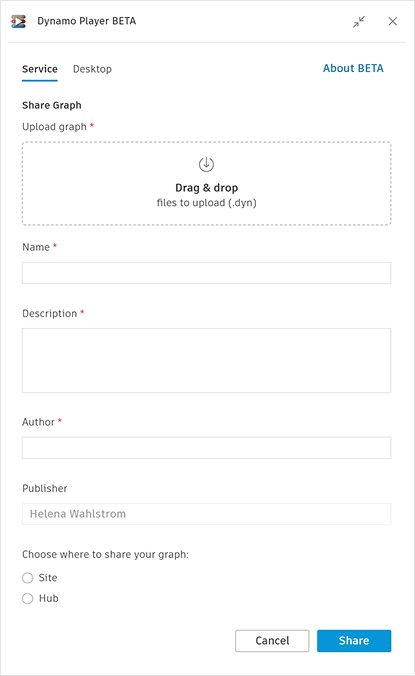 Dynamo Player BETA
Service Desktop About BETA
Share Graph
Upload graph *
Drag & drop
files to upload (.dyn)
Name *
Description *
Author *
Publisher
Helena Wahlstrom
Choose where to share your graph:
Site
Hub
Cancel Share